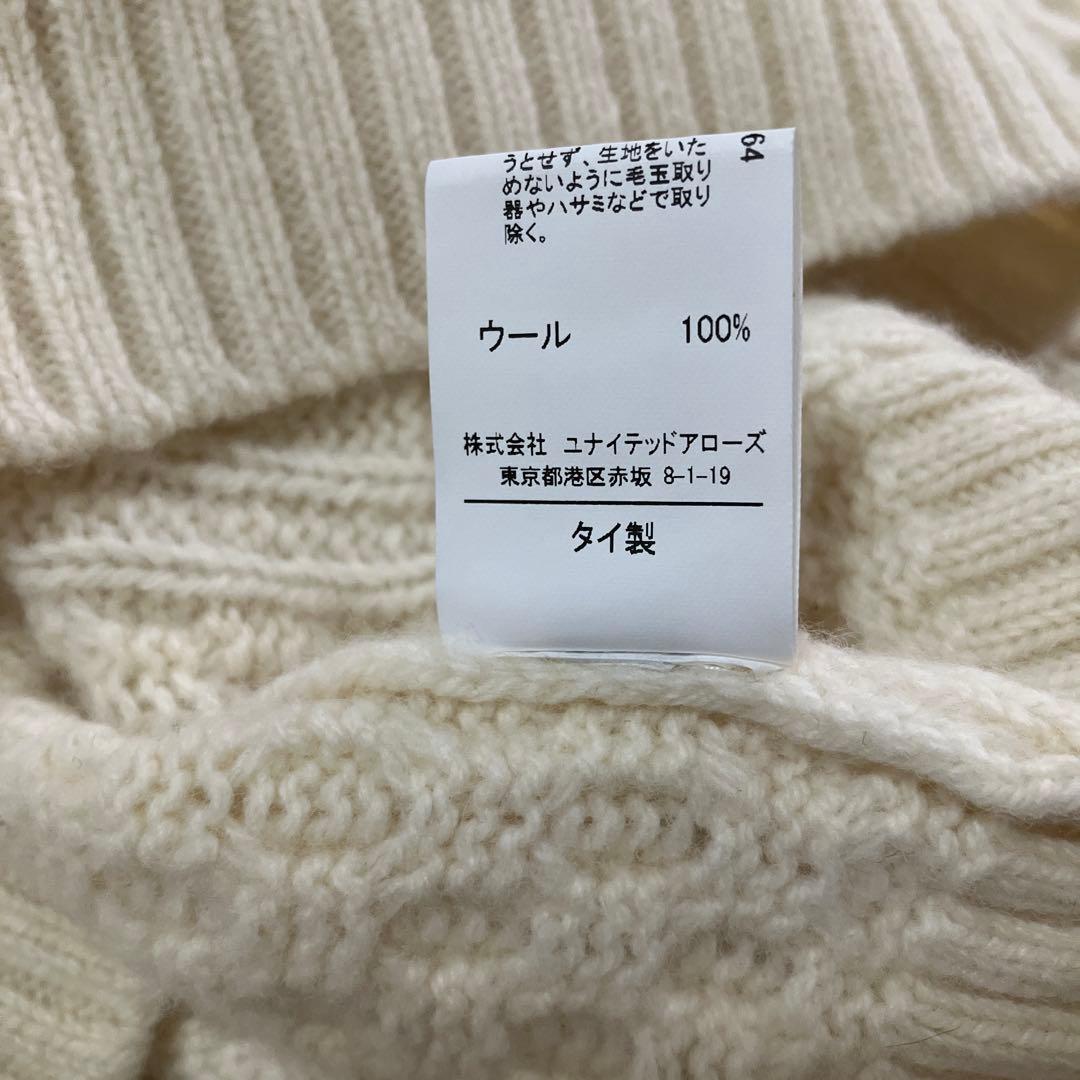 うとせず、生地をいた
めないように毛玉取り
器やハサミなどで取り
除く。
64
ウール 100%
株式会社 ユナイテッドアローズ
東京都港区赤坂 8-1-19
タイ製